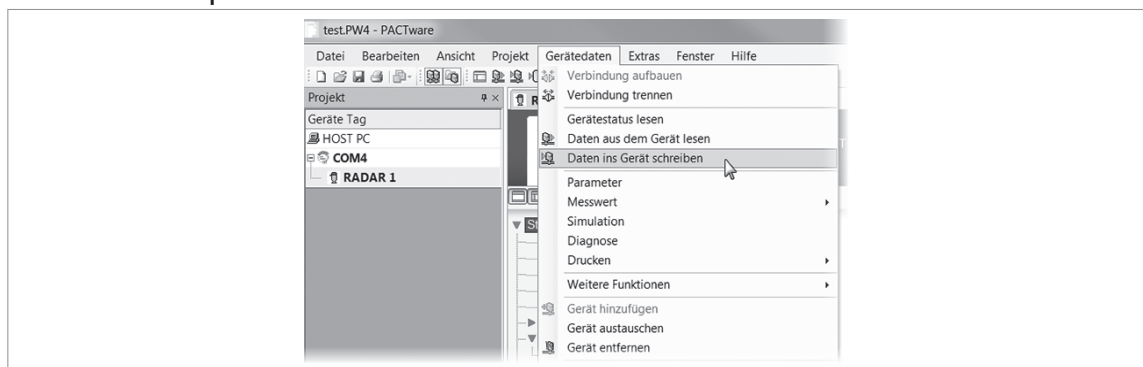 test.PW4 - PACTware
Datei Bearbeiten Ansicht Projekt Gerätedaten Extras Fenster Hilfe
Projekt
Geräte Tag
HOST PC
COM4
RADAR 1
Verbindung aufbauen
Verbindung trennen
Gerätestatus lesen
Daten aus dem Gerät lesen
Daten ins Gerät schreiben
Parameter
Messwert
Simulation
Diagnose
Drucken
Weitere Funktionen
Gerät hinzufügen
Gerät austauschen
Gerät entfernen